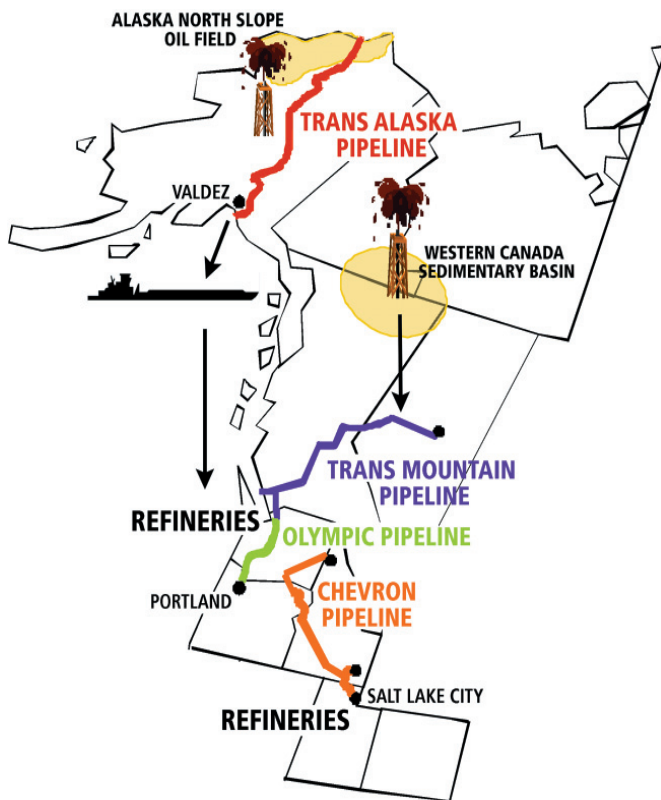 ALASKA NORTH SLOPE
OIL FIELD
TRANS ALASKA
PIPELINE
VALDEZ
WESTERN CANADA
SEDIMENTARY BASIN
TRANS MOUNTAIN
PIPELINE
REFINERIES
OLYMPIC PIPELINE
PORTLAND
CHEVRON
PIPELINE
SALT LAKE CITY
REFINERIES